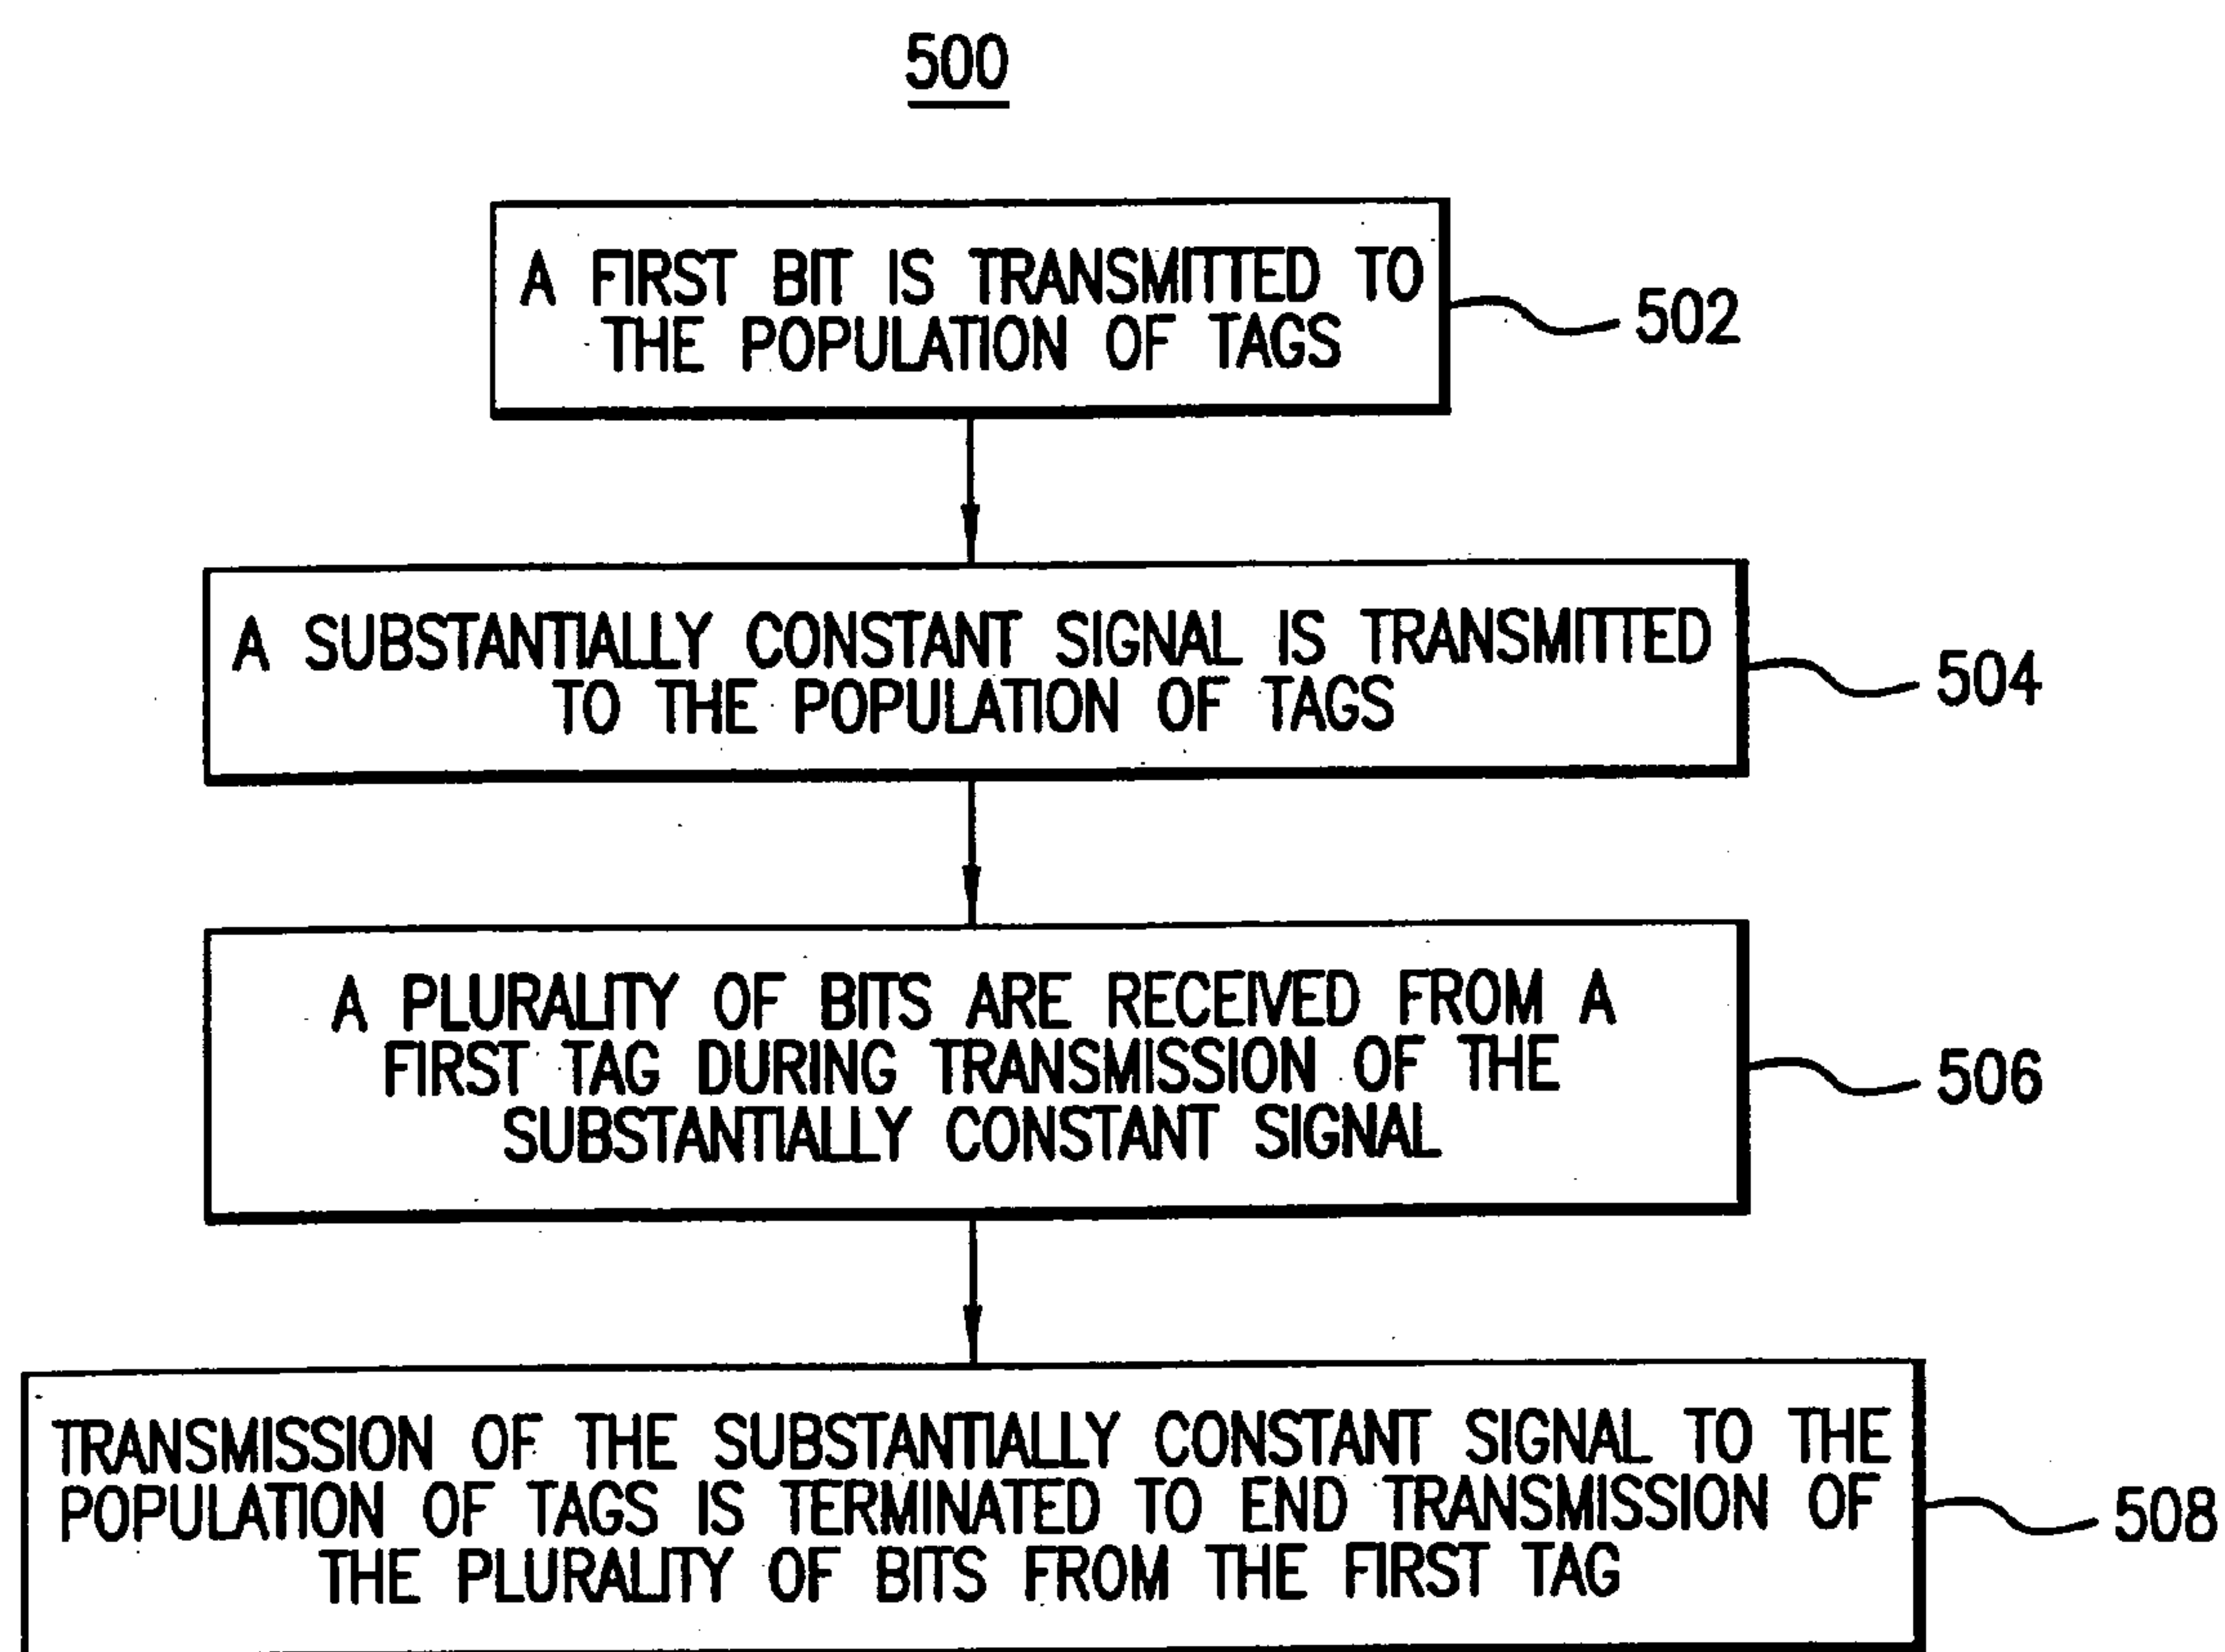 500
A FIRST BIT IS TRANSMITTED TO
THE POPULATION OF TAGS
502
A SUBSTANTIALLY CONSTANT SIGNAL IS TRANSMITTED
TO THE POPULATION OF TAGS
504
A PLURALITY OF BITS ARE RECEIVED FROM A
FIRST TAG DURING TRANSMISSION OF THE
SUBSTANTIALLY CONSTANT SIGNAL
506
TRANSMISSION OF THE SUBSTANTIALLY CONSTANT SIGNAL TO THE
POPULATION OF TAGS IS TERMINATED TO END TRANSMISSION OF
THE PLURALITY OF BITS FROM THE FIRST TAG
508